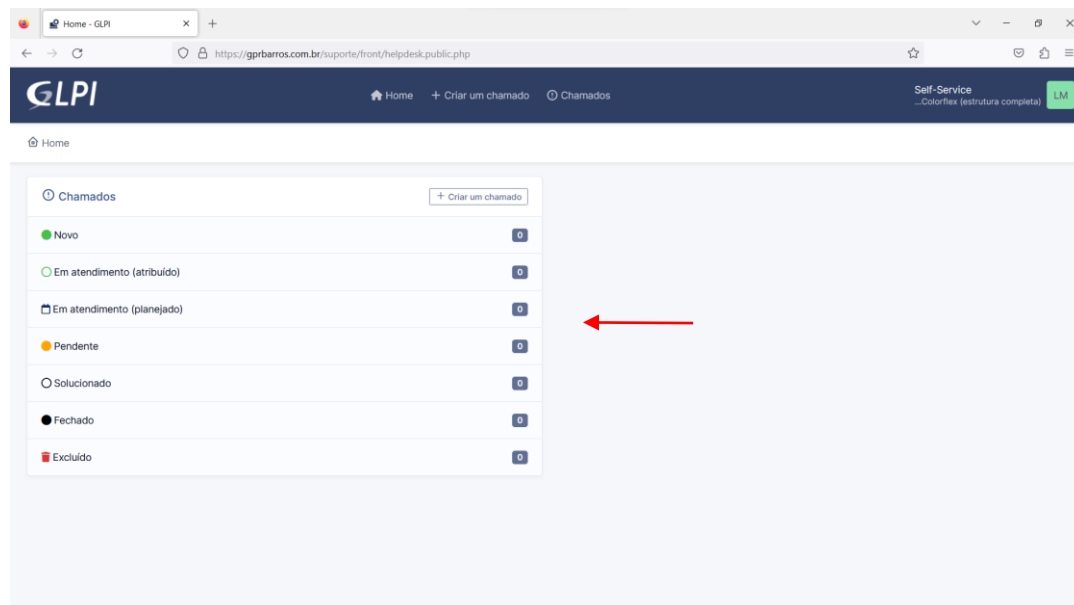 Home - GLPI
https://gprbarros.com.br/suporte/front/helpdesk.public.php
GLPI
Home
+ Criar um chamado
Chamados
Self-Service
...Colorflex (estrutura completa)
LM
Home
Chamados
+ Criar um chamado
Novo 0
Em atendimento (atribuído) 0
Em atendimento (planejado) 0
Pendente 0
Solucionado 0
Fechado 0
Excluído 0